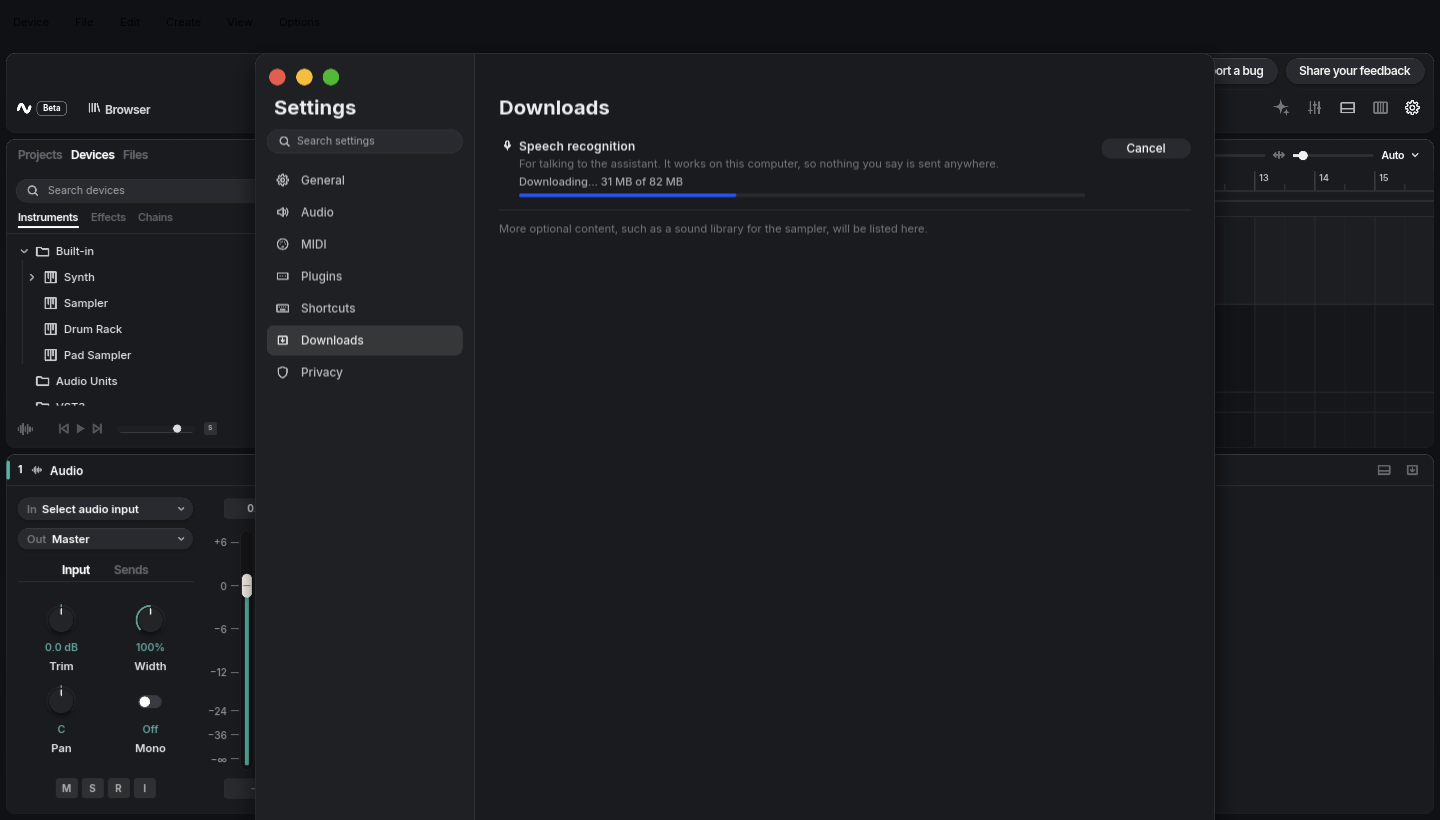 Device File Edit Create View Options
ort a bug
Share your feedback
Beta
Browser
Projects Devices Files
Search devices
Instruments Effects Chains
Built-in
Synth
Sampler
Drum Rack
Pad Sampler
Audio Units
VST3
S
Settings
Search settings
General
Audio
MIDI
Plugins
Shortcuts
Downloads
Privacy
Downloads
Speech recognition
For talking to the assistant. It works on this computer, so nothing you say is sent anywhere.
Downloading... 31 MB of 82 MB
Cancel
More optional content, such as a sound library for the sampler, will be listed here.
Auto
13 14 15
1 Audio
In Select audio input
Out Master
Input Sends
0.0 dB 100%
Trim Width
C Off
Pan Mono
M S R I
0.
+6
0
−6
−12
−24
−36
−∞